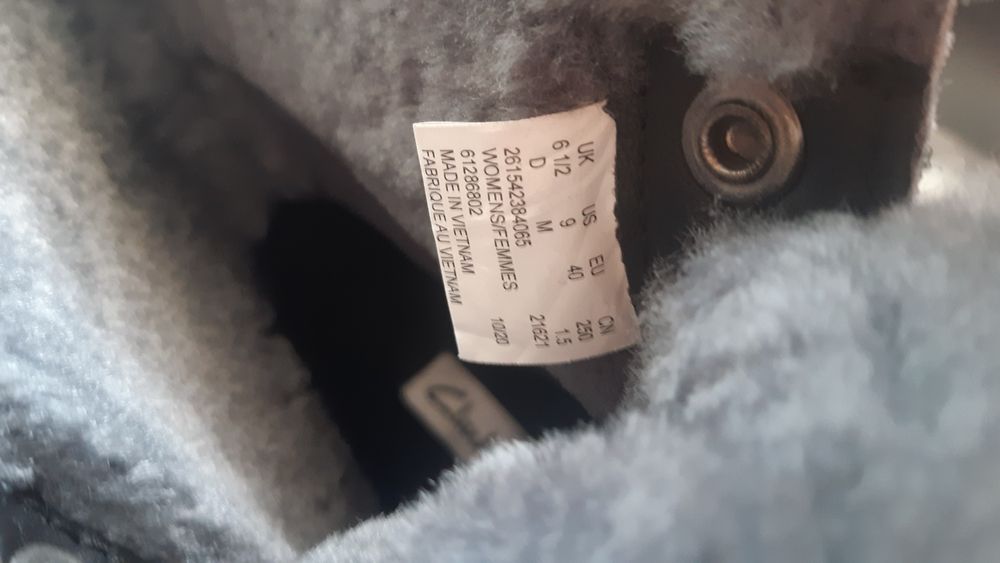 UK US EU CN
6 1/2 9 40 250
D M 1.5
261542384065 21621
WOMENS/FEMMES
61286802 10/20
MADE IN VIETNAM
FABRIQUE AU VIETNAM